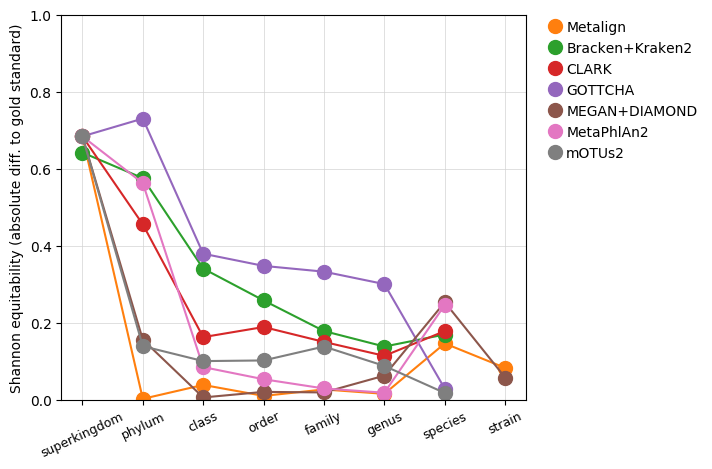 Shannon equitability (absolute diff. to gold standard)
1.0
0.8
0.6
0.4
0.2
0.0
superkingdom
phylum
class
order
family
genus
species
strain
Metalign
Bracken+Kraken2
CLARK
GOTTCHA
MEGAN+DIAMOND
MetaPhlAn2
mOTUs2